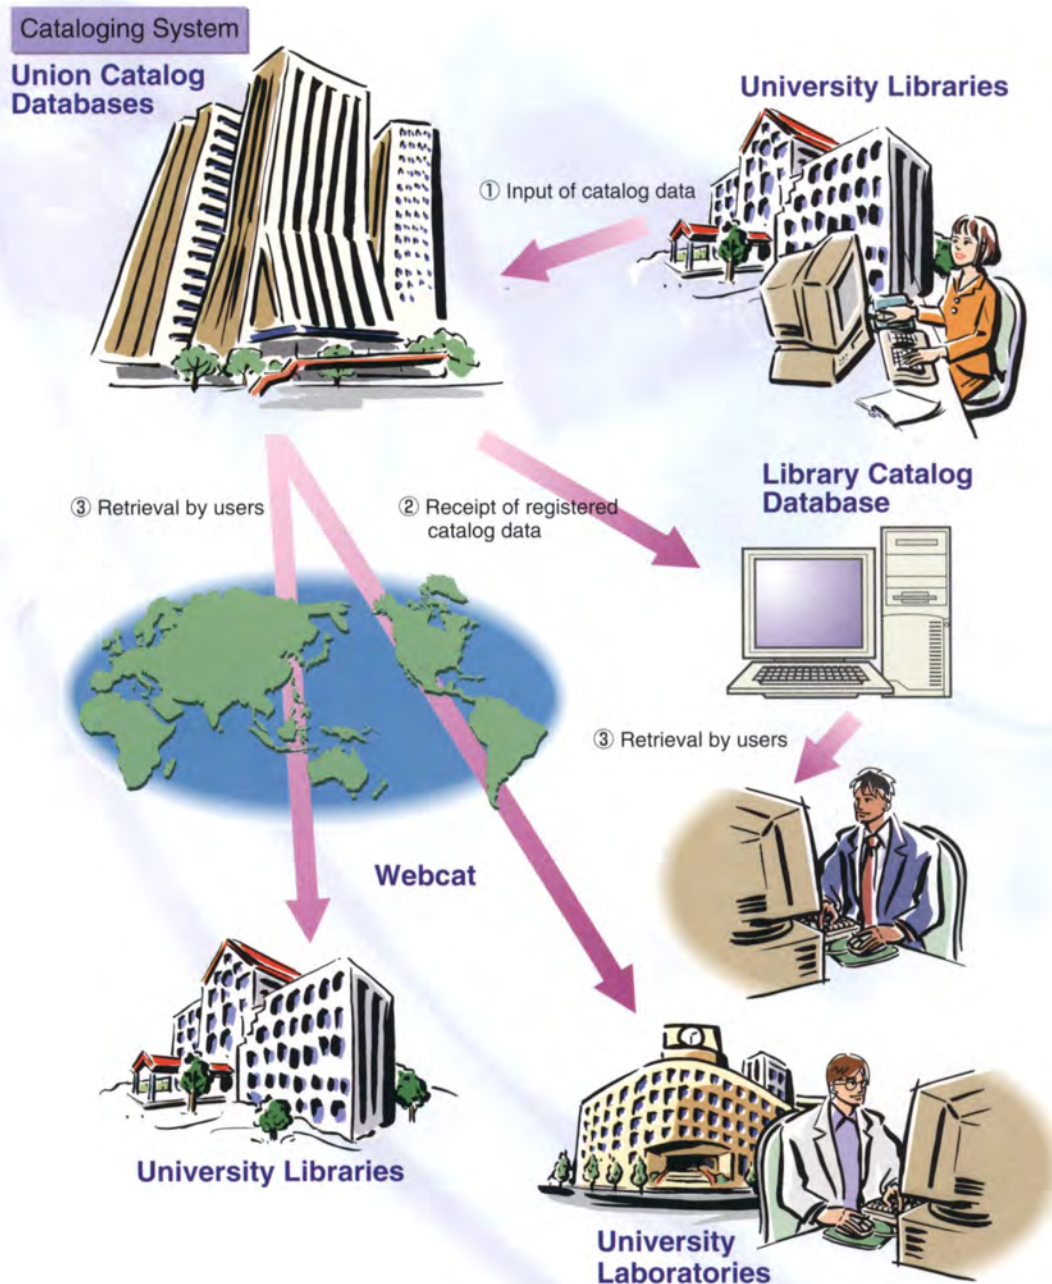 Cataloging System
Union Catalog
Databases
University Libraries
① Input of catalog data
③ Retrieval by users
② Receipt of registered
catalog data
Library Catalog
Database
③ Retrieval by users
Webcat
University Libraries
University
Laboratories